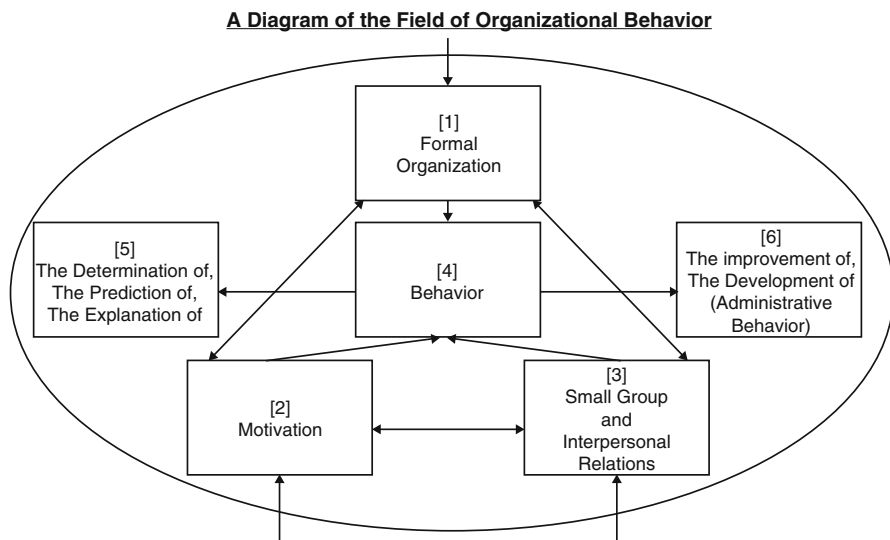 A Diagram of the Field of Organizational Behavior
[1]
Formal
Organization
[5]
The Determination of,
The Prediction of,
The Explanation of
[4]
Behavior
[6]
The improvement of,
The Development of
(Administrative
Behavior)
[2]
Motivation
[3]
Small Group
and
Interpersonal
Relations